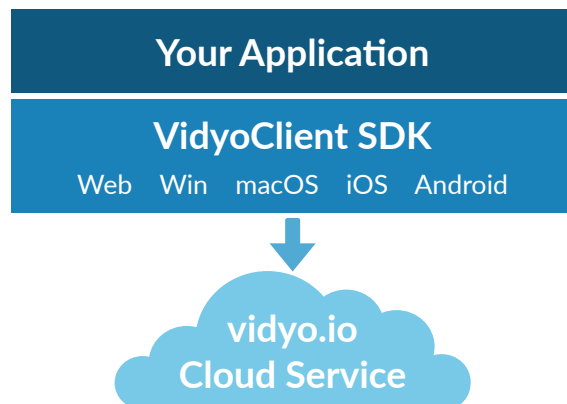 Your Application
VidyoClient SDK
Web Win macOS iOS Android
vidyo.io
Cloud Service